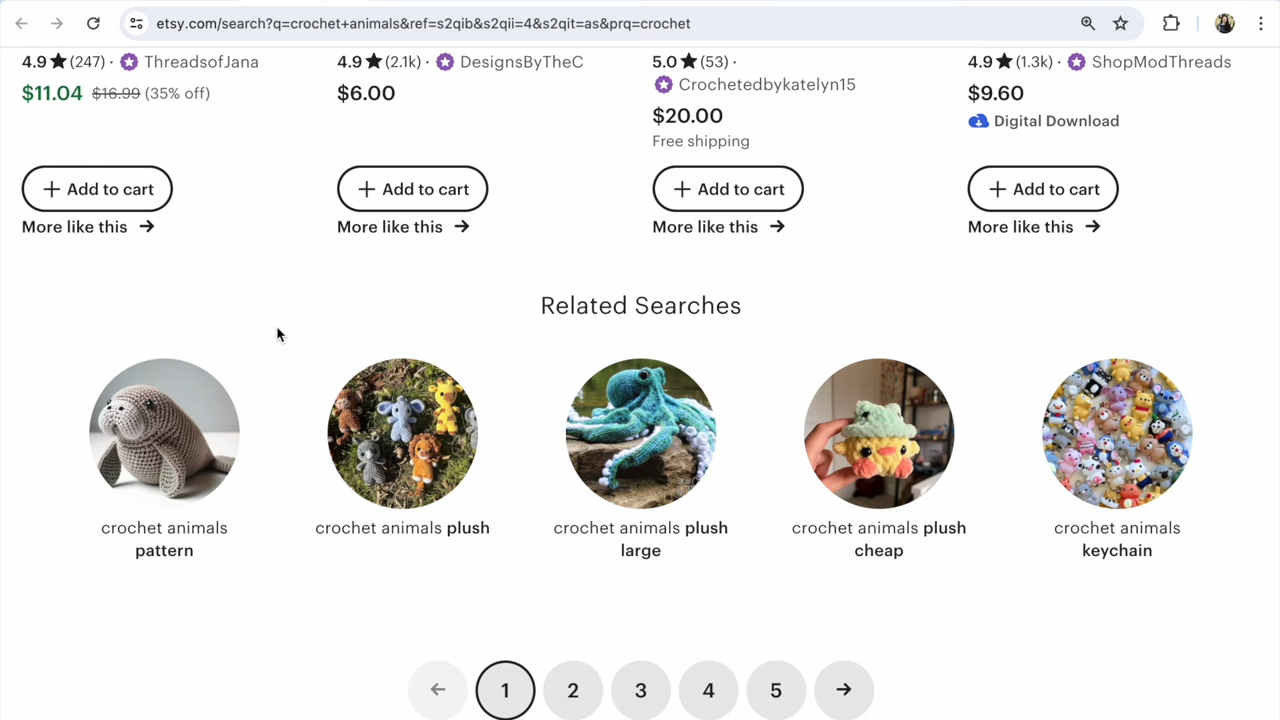 etsy.com/search?q=crochet+animals&ref=s2qib&s2qii=4&s2qit=as&prq=crochet
4.9 ★ (247) · ThreadsofJana
$11.04 $16.99 (35% off)
+ Add to cart
More like this →
4.9 ★ (2.1k) · DesignsByTheC
$6.00
+ Add to cart
More like this →
5.0 ★ (53) ·
Crochetedbykatelyn15
$20.00
Free shipping
+ Add to cart
More like this →
4.9 ★ (1.3k) · ShopModThreads
$9.60
Digital Download
+ Add to cart
More like this →
Related Searches
crochet animals
pattern
crochet animals plush
crochet animals plush
large
crochet animals plush
cheap
crochet animals
keychain
← 1 2 3 4 5 →